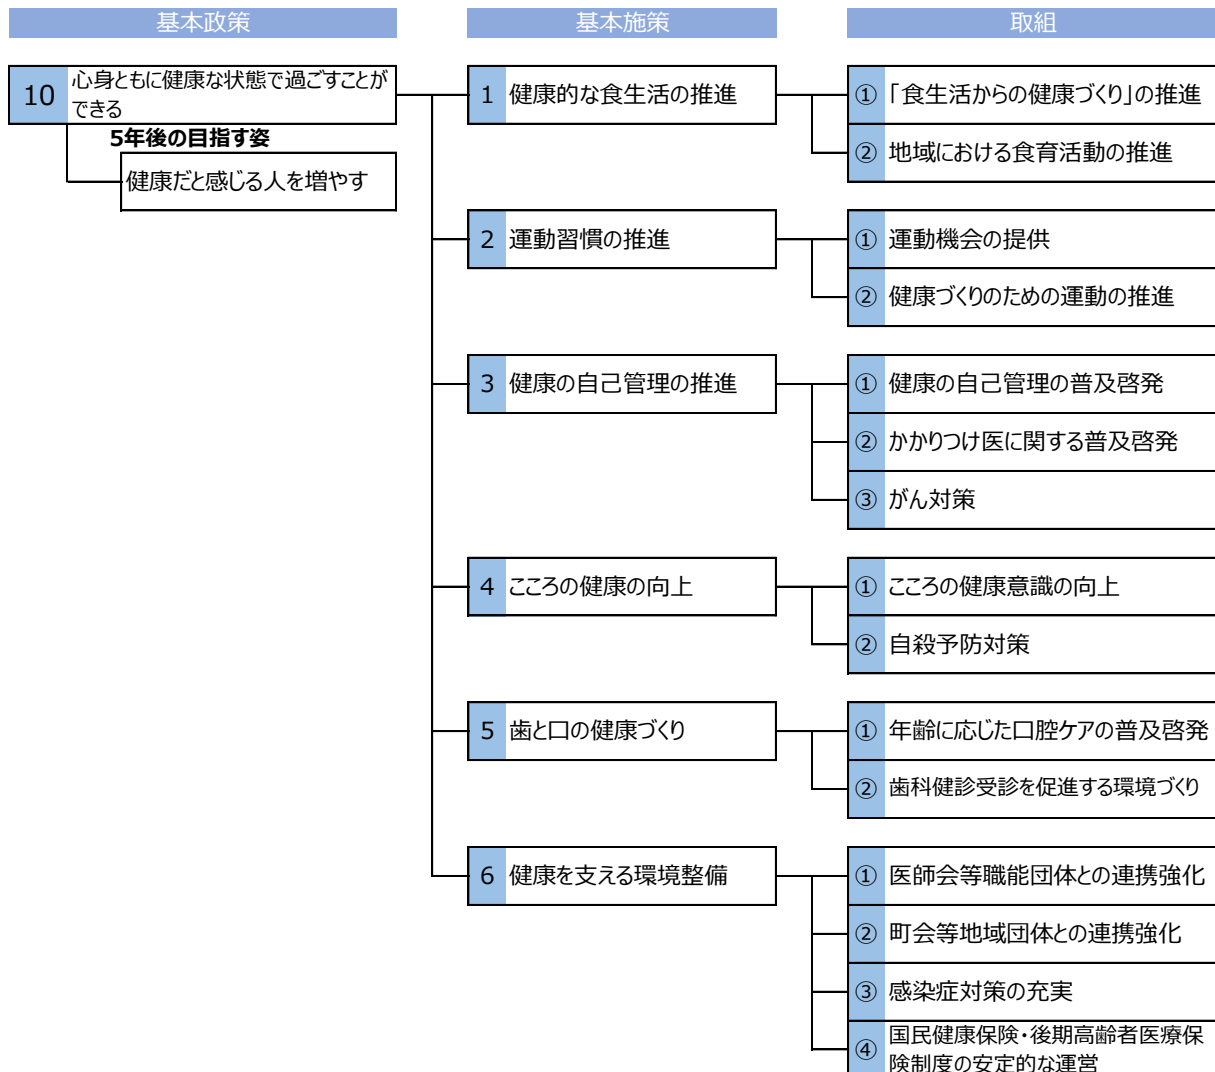 基本政策
基本施策
取組
10 心身ともに健康な状態で過ごすことが
できる
5年後の目指す姿
健康だと感じる人を増やす
1 健康的な食生活の推進
① 「食生活からの健康づくり」の推進
② 地域における食育活動の推進
2 運動習慣の推進
① 運動機会の提供
② 健康づくりのための運動の推進
3 健康の自己管理の推進
① 健康の自己管理の普及啓発
② かかりつけ医に関する普及啓発
③ がん対策
4 こころの健康の向上
① こころの健康意識の向上
② 自殺予防対策
5 歯と口の健康づくり
① 年齢に応じた口腔ケアの普及啓発
② 歯科健診受診を促進する環境づくり
6 健康を支える環境整備
① 医師会等職能団体との連携強化
② 町会等地域団体との連携強化
③ 感染症対策の充実
④ 国民健康保険・後期高齢者医療保
険制度の安定的な運営